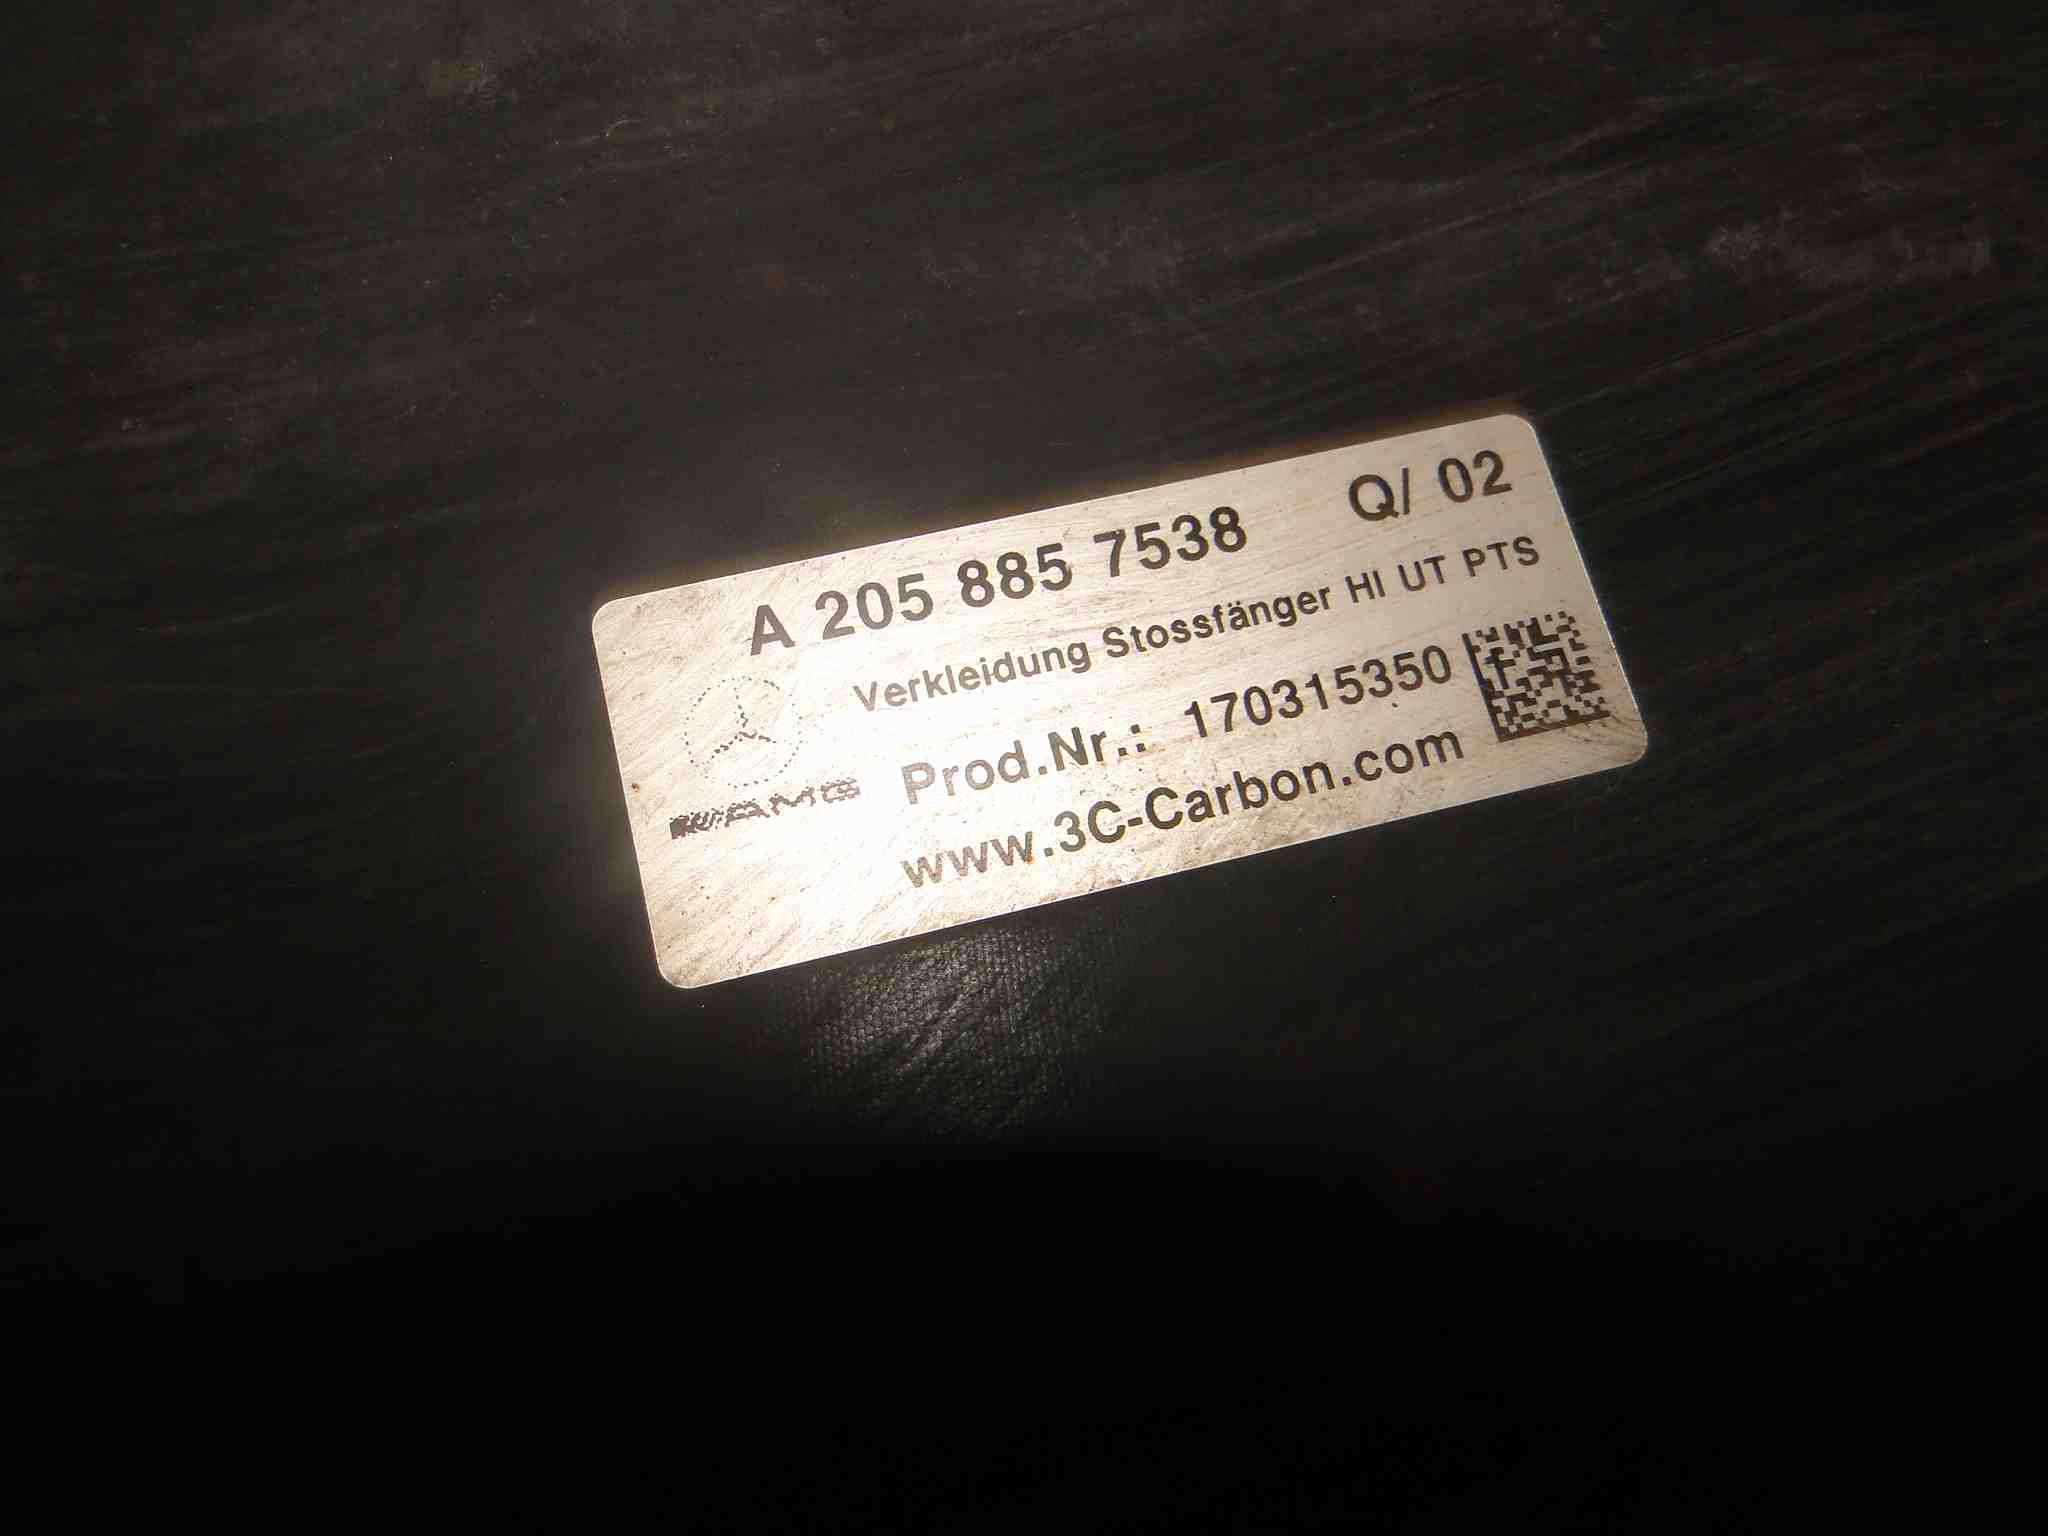 A 205 885 7538 Q/ 02
Verkleidung Stossfänger HI UT PTS
Prod.Nr.: 170315350
www.3C-Carbon.com
AMG